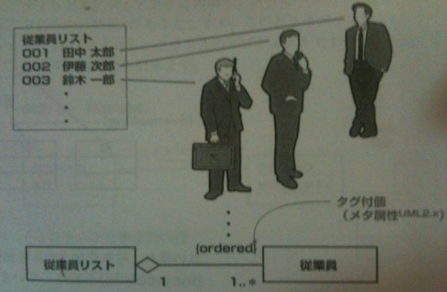 従業員リスト
001 田中 太郎
002 伊藤 次郎
003 鈴木 一郎
タグ付値
(メタ属性UML2.x)
{ordered}
従業員リスト
従業員
1
1..*